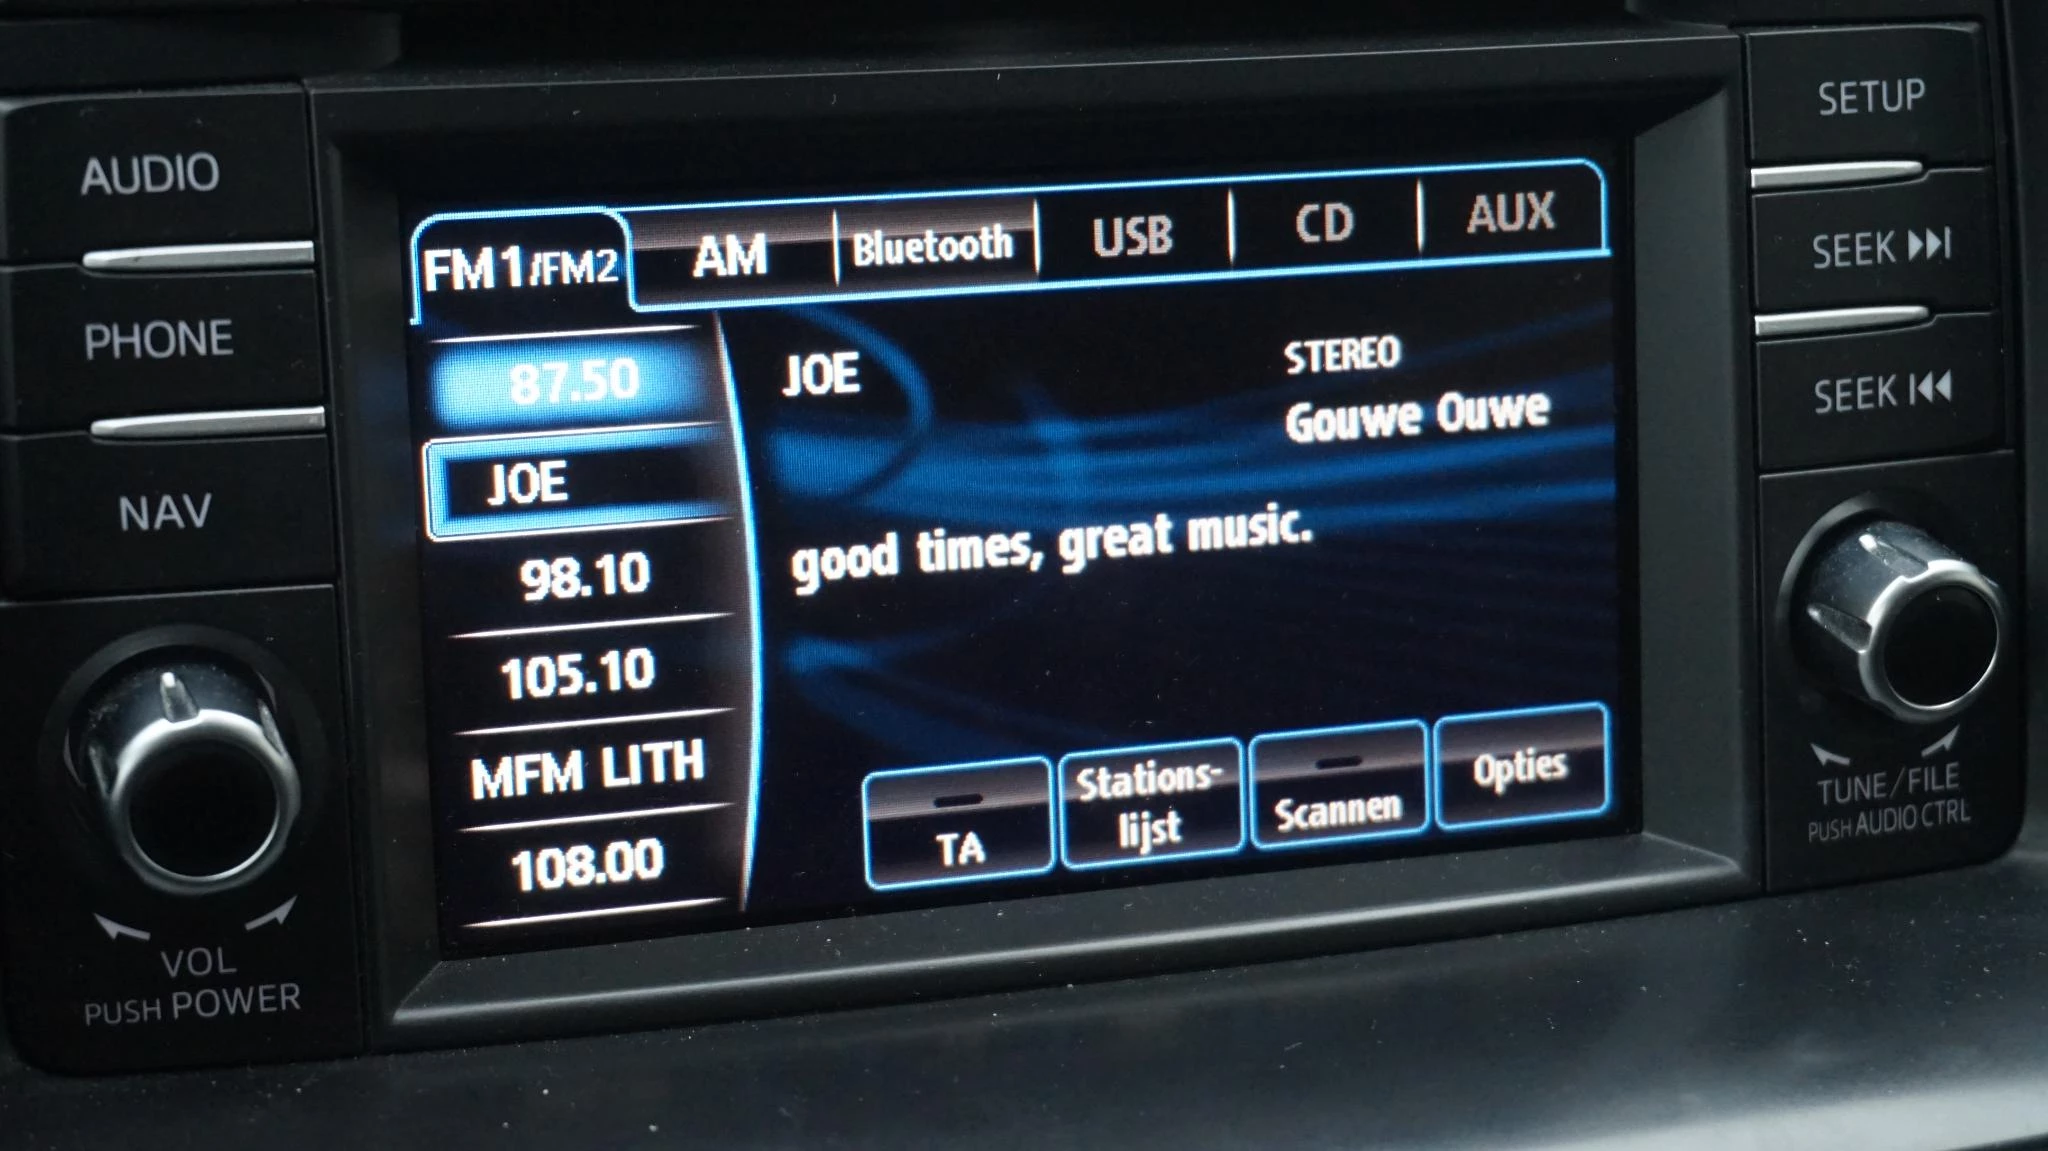 AUDIO
PHONE
NAV
VOL
PUSH POWER
FM1/FM2 AM Bluetooth USB CD AUX
87.50
JOE
98.10
105.10
MFM LITH
108.00
JOE
STEREO
Gouwe Ouwe
good times, great music.
TA
Stations-
lijst
Scannen
Opties
SETUP
SEEK
SEEK
TUNE/FILE
PUSH AUDIO CTRL